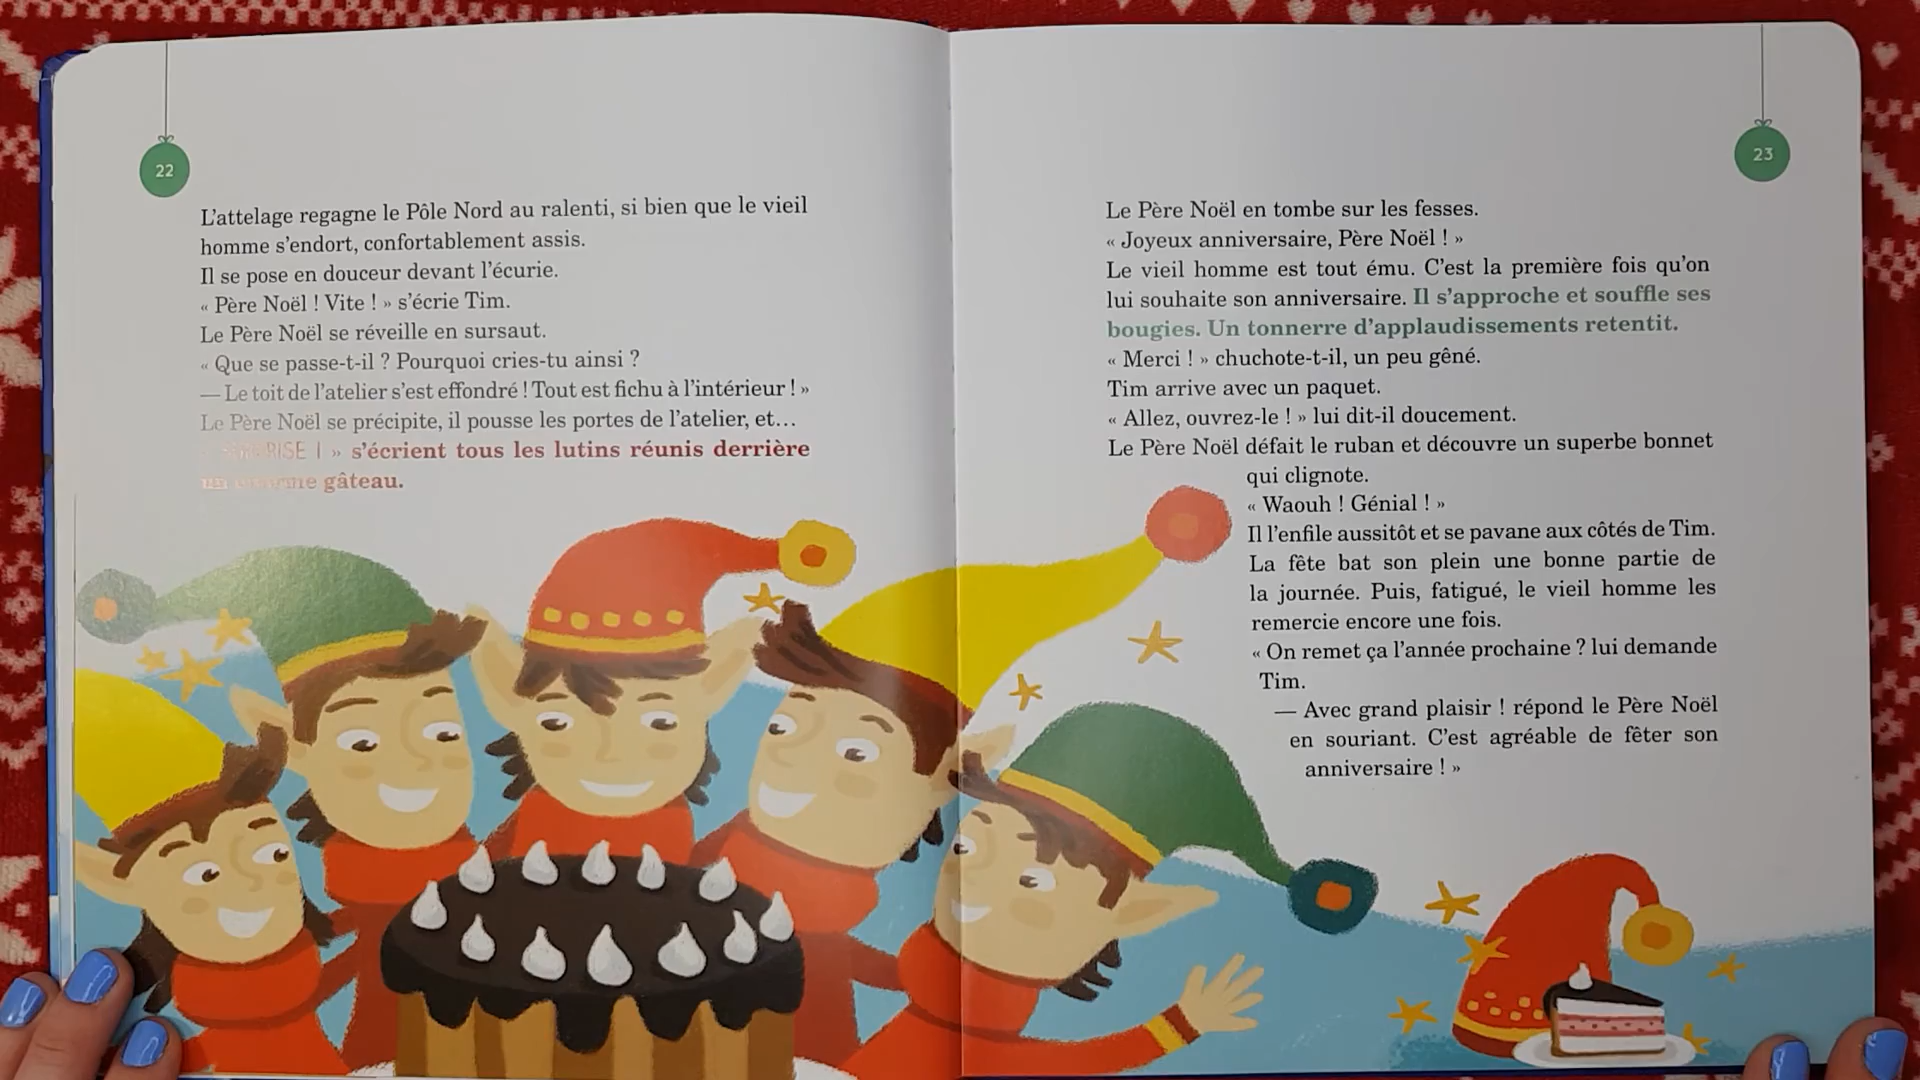 22
L'attelage regagne le Pôle Nord au ralenti, si bien que le vieil
homme s'endort, confortablement assis.
Il se pose en douceur devant l'écurie.
« Père Noël ! Vite ! » s'écrie Tim.
Le Père Noël se réveille en sursaut.
« Que se passe-t-il ? Pourquoi cries-tu ainsi ?
— Le toit de l'atelier s'est effondré ! Tout est fichu à l'intérieur ! »
Le Père Noël se précipite, il pousse les portes de l'atelier, et…
! » s'écrient tous les lutins réunis derrière
un gâteau.
23
Le Père Noël en tombe sur les fesses.
« Joyeux anniversaire, Père Noël ! »
Le vieil homme est tout ému. C'est la première fois qu'on
lui souhaite son anniversaire. Il s'approche et souffle ses
bougies. Un tonnerre d'applaudissements retentit.
« Merci ! » chuchote-t-il, un peu gêné.
Tim arrive avec un paquet.
« Allez, ouvrez-le ! » lui dit-il doucement.
Le Père Noël défait le ruban et découvre un superbe bonnet
qui clignote.
« Waouh ! Génial ! »
Il l'enfile aussitôt et se pavane aux côtés de Tim.
La fête bat son plein une bonne partie de
la journée. Puis, fatigué, le vieil homme les
remercie encore une fois.
« On remet ça l'année prochaine ? lui demande
Tim.
— Avec grand plaisir ! répond le Père Noël
en souriant. C'est agréable de fêter son
anniversaire ! »